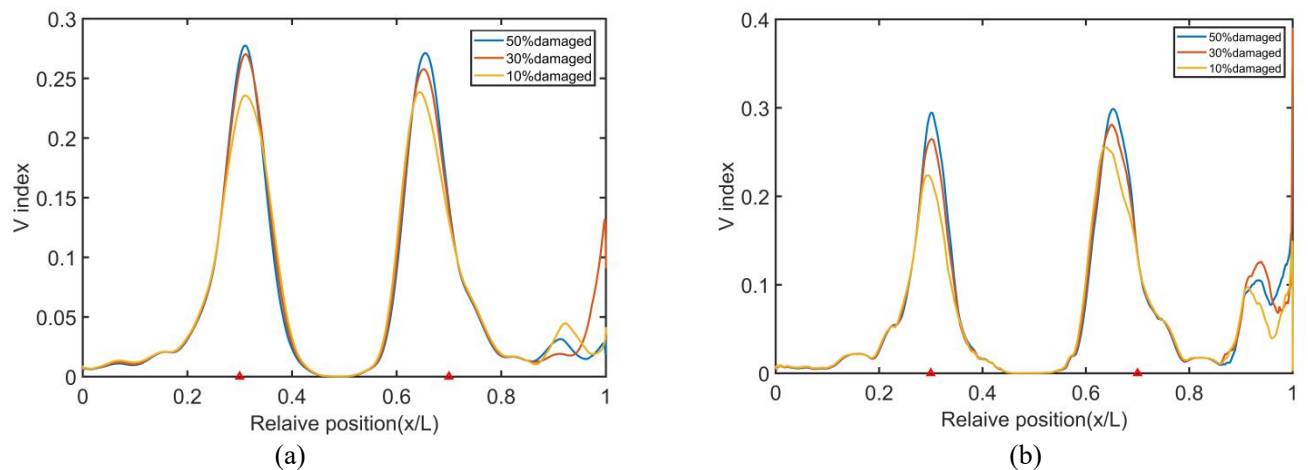 0.3
0.25
0.2
0.15
0.1
0.05
0
V index
50%damaged
30%damaged
10%damaged
0 0.2 0.4 0.6 0.8 1
Relaive position(x/L)
(a)
0.4
0.3
0.2
0.1
0
V index
50%damaged
30%damaged
10%damaged
0 0.2 0.4 0.6 0.8 1
Relaive position(x/L)
(b)